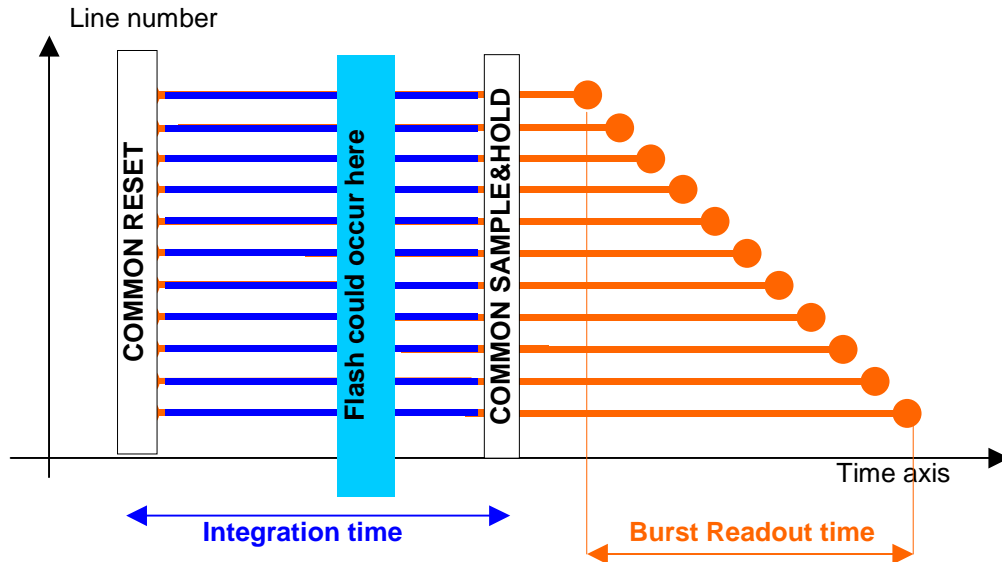 Line number
COMMON RESET
Flash could occur here
COMMON SAMPLE&HOLD
Time axis
Integration time
Burst Readout time